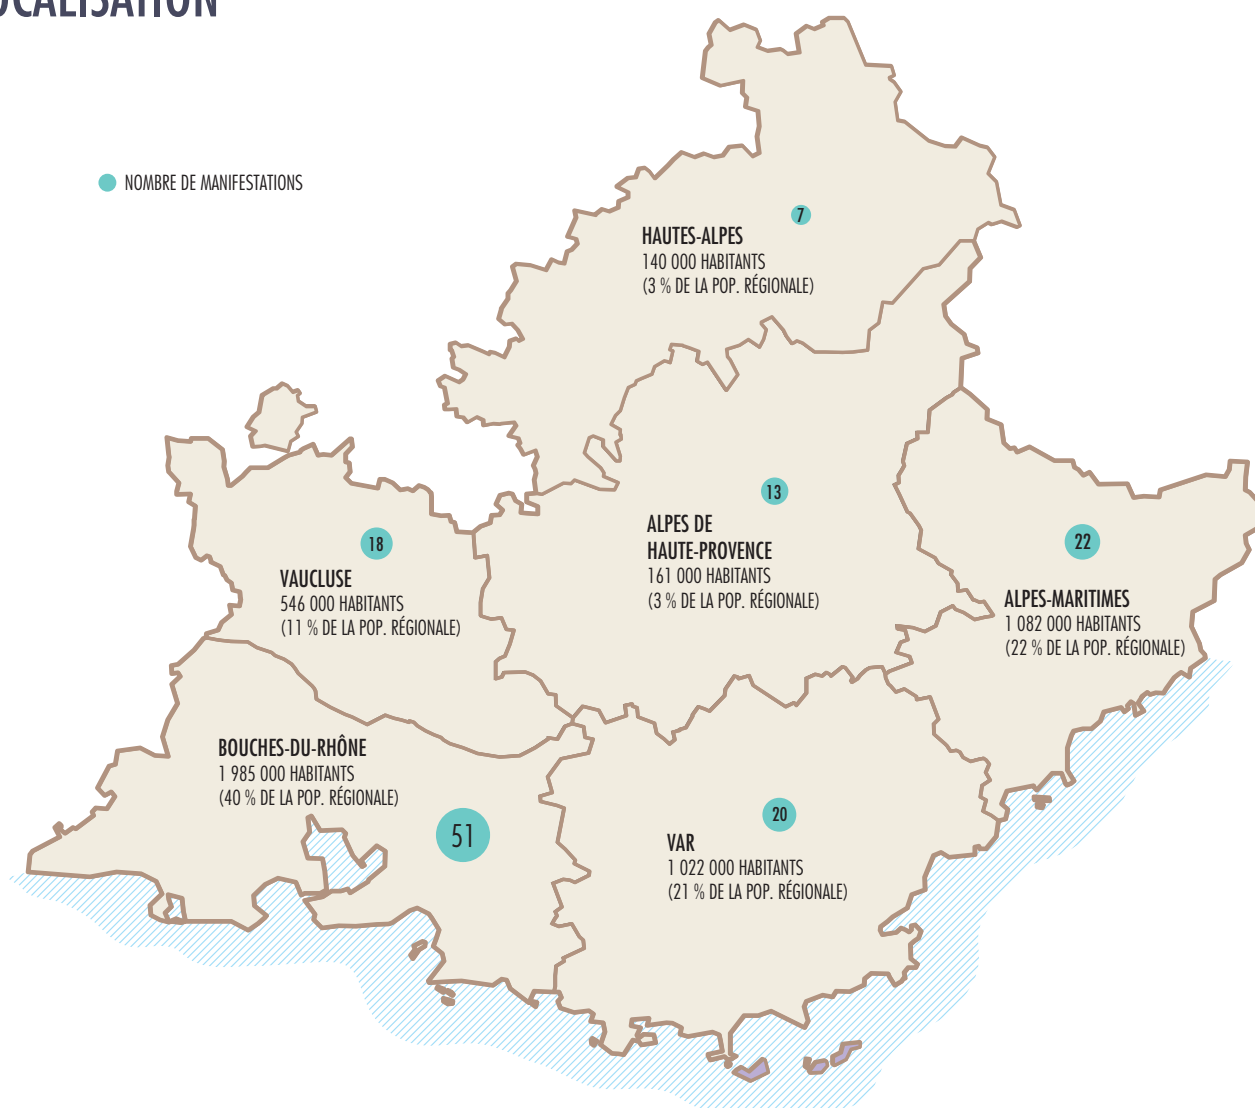 OCALISATION
NOMBRE DE MANIFESTATIONS
7
HAUTES-ALPES
140 000 HABITANTS
(3 % DE LA POP. RÉGIONALE)
13
ALPES DE
HAUTE-PROVENCE
161 000 HABITANTS
(3 % DE LA POP. RÉGIONALE)
18
VAUCLUSE
546 000 HABITANTS
(11 % DE LA POP. RÉGIONALE)
22
ALPES-MARITIMES
1 082 000 HABITANTS
(22 % DE LA POP. RÉGIONALE)
BOUCHES-DU-RHÔNE
1 985 000 HABITANTS
(40 % DE LA POP. RÉGIONALE)
51
20
VAR
1 022 000 HABITANTS
(21 % DE LA POP. RÉGIONALE)